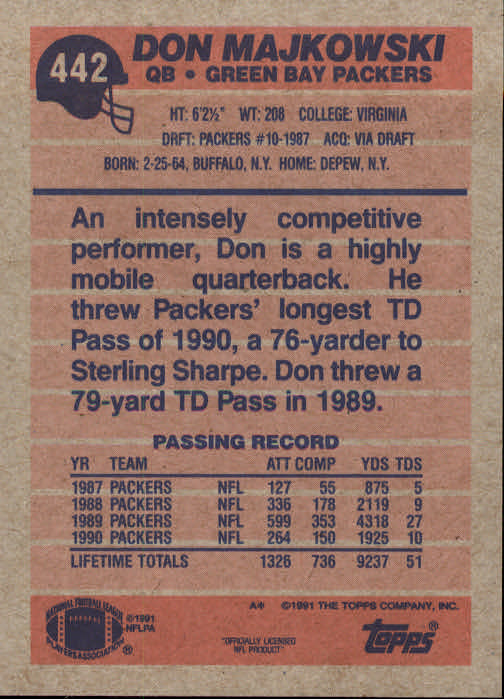 442
DON MAJKOWSKI
QB • GREEN BAY PACKERS
HT: 6'2½" WT: 208 COLLEGE: VIRGINIA
DRFT: PACKERS #10-1987 ACQ: VIA DRAFT
BORN: 2-25-64, BUFFALO, N.Y. HOME: DEPEW, N.Y.
An intensely competitive
performer, Don is a highly
mobile quarterback. He
threw Packers' longest TD
Pass of 1990, a 76-yarder to
Sterling Sharpe. Don threw a
79-yard TD Pass in 1989.
PASSING RECORD
YR TEAM ATT COMP YDS TDS
1987 PACKERS NFL 127 55 875 5
1988 PACKERS NFL 336 178 2119 9
1989 PACKERS NFL 599 353 4318 27
1990 PACKERS NFL 264 150 1925 10
LIFETIME TOTALS 1326 736 9237 51
A* ©1991 THE TOPPS COMPANY, INC.
NATIONAL FOOTBALL LEAGUE
PLAYERS ASSOCIATION ®
©1991
NFLPA
"OFFICIALLY LICENSED
NFL PRODUCT"
topps®